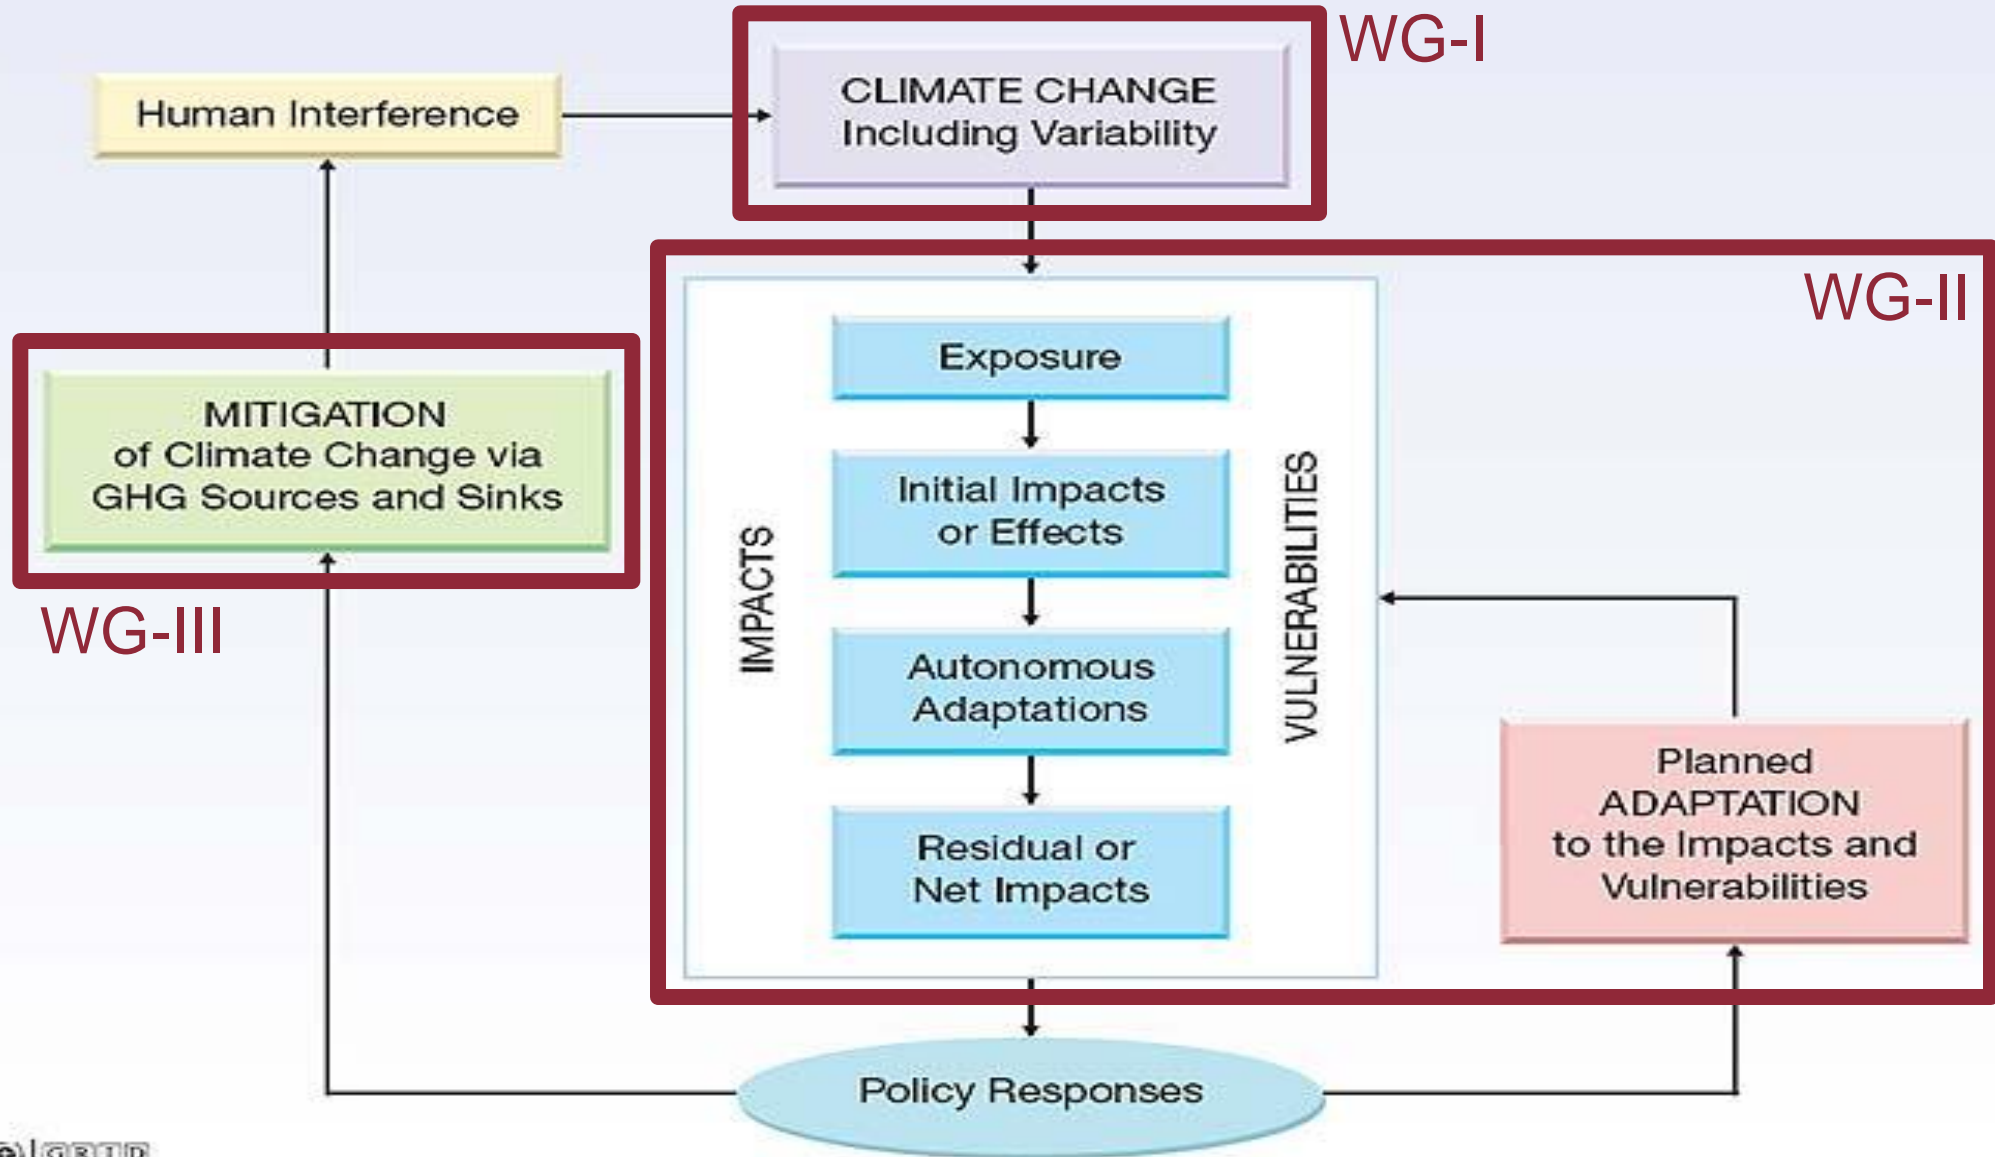 WG-I
Human Interference
CLIMATE CHANGE
Including Variability
WG-II
Exposure
MITIGATION
of Climate Change via
GHG Sources and Sinks
WG-III
Initial Impacts
or Effects
IMPACTS
VULNERABILITIES
Autonomous
Adaptations
Planned
ADAPTATION
to the Impacts and
Vulnerabilities
Residual or
Net Impacts
Policy Responses